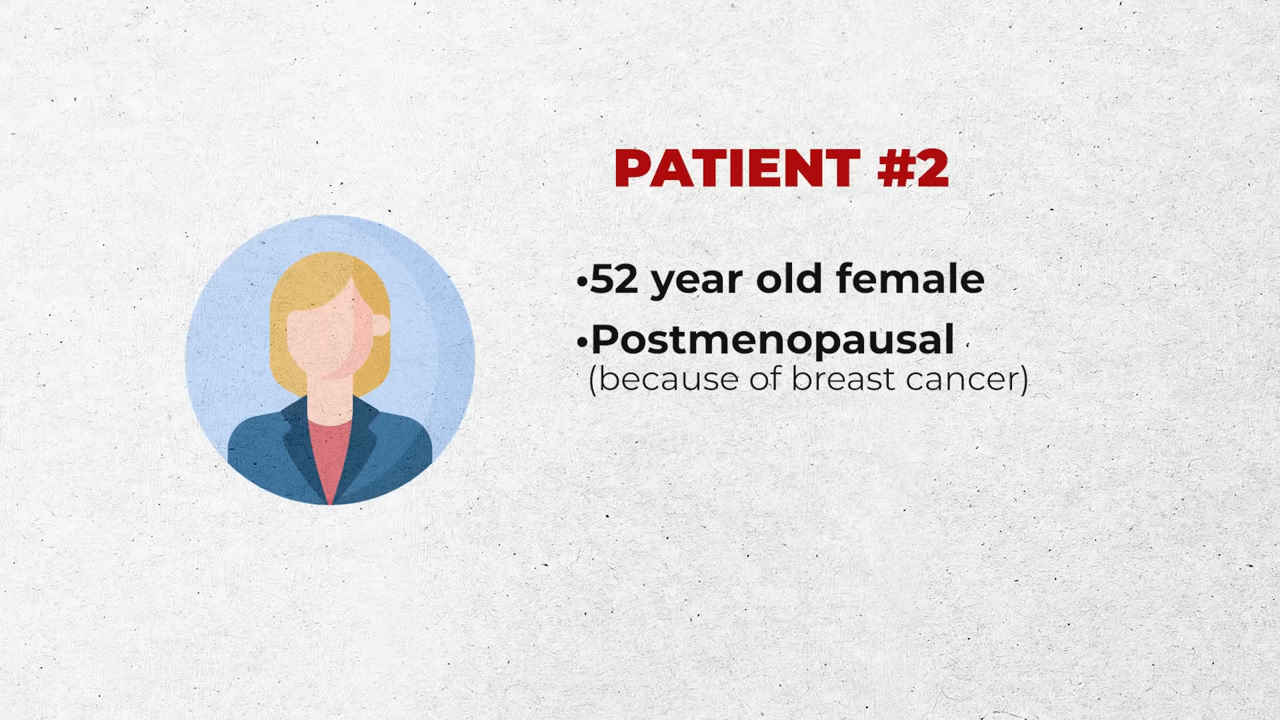 PATIENT #2
•52 year old female
•Postmenopausal
(because of breast cancer)